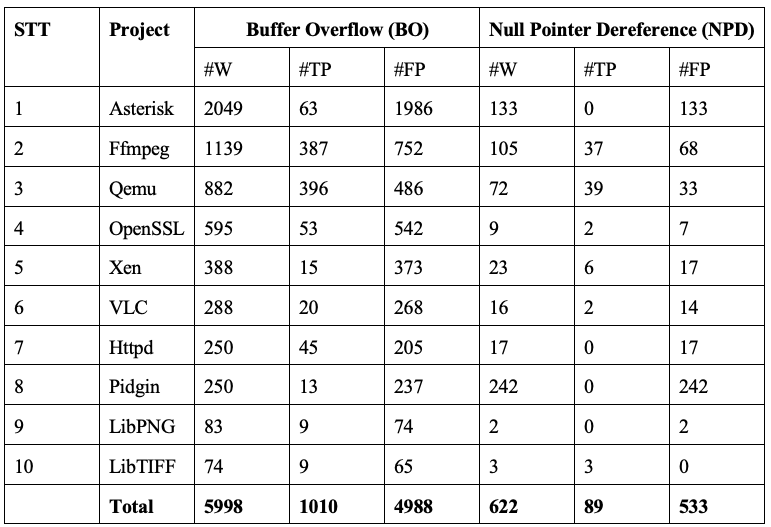 STT Project Buffer Overflow (BO) Null Pointer Dereference (NPD)
#W #TP #FP #W #TP #FP
1 Asterisk 2049 63 1986 133 0 133
2 Ffmpeg 1139 387 752 105 37 68
3 Qemu 882 396 486 72 39 33
4 OpenSSL 595 53 542 9 2 7
5 Xen 388 15 373 23 6 17
6 VLC 288 20 268 16 2 14
7 Httpd 250 45 205 17 0 17
8 Pidgin 250 13 237 242 0 242
9 LibPNG 83 9 74 2 0 2
10 LibTIFF 74 9 65 3 3 0
Total 5998 1010 4988 622 89 533